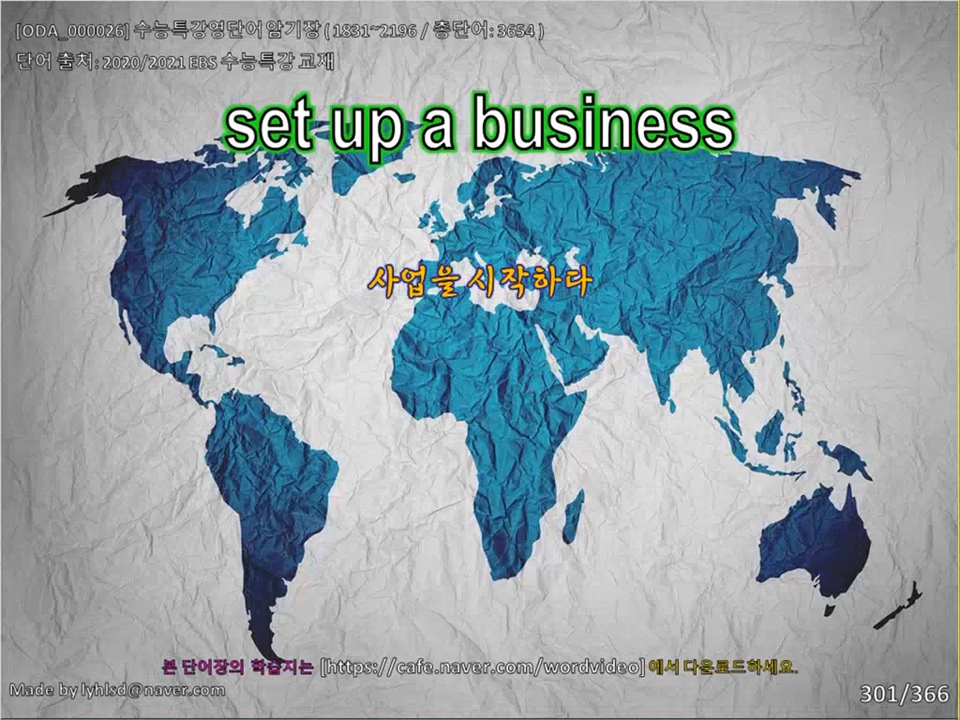 [ODA_000026] 수능특강영단어 암기장 ( 1831~2196 / 총단어: 3654 )
단어 출처: 2020/2021 EBS 수능특강 교재
set up a business
사업을 시작하다
본 단어장의 학습지는 [https://cafe.naver.com/wordvideo] 에서 다운로드하세요.
Made by lyhlsd@naver.com
301/366